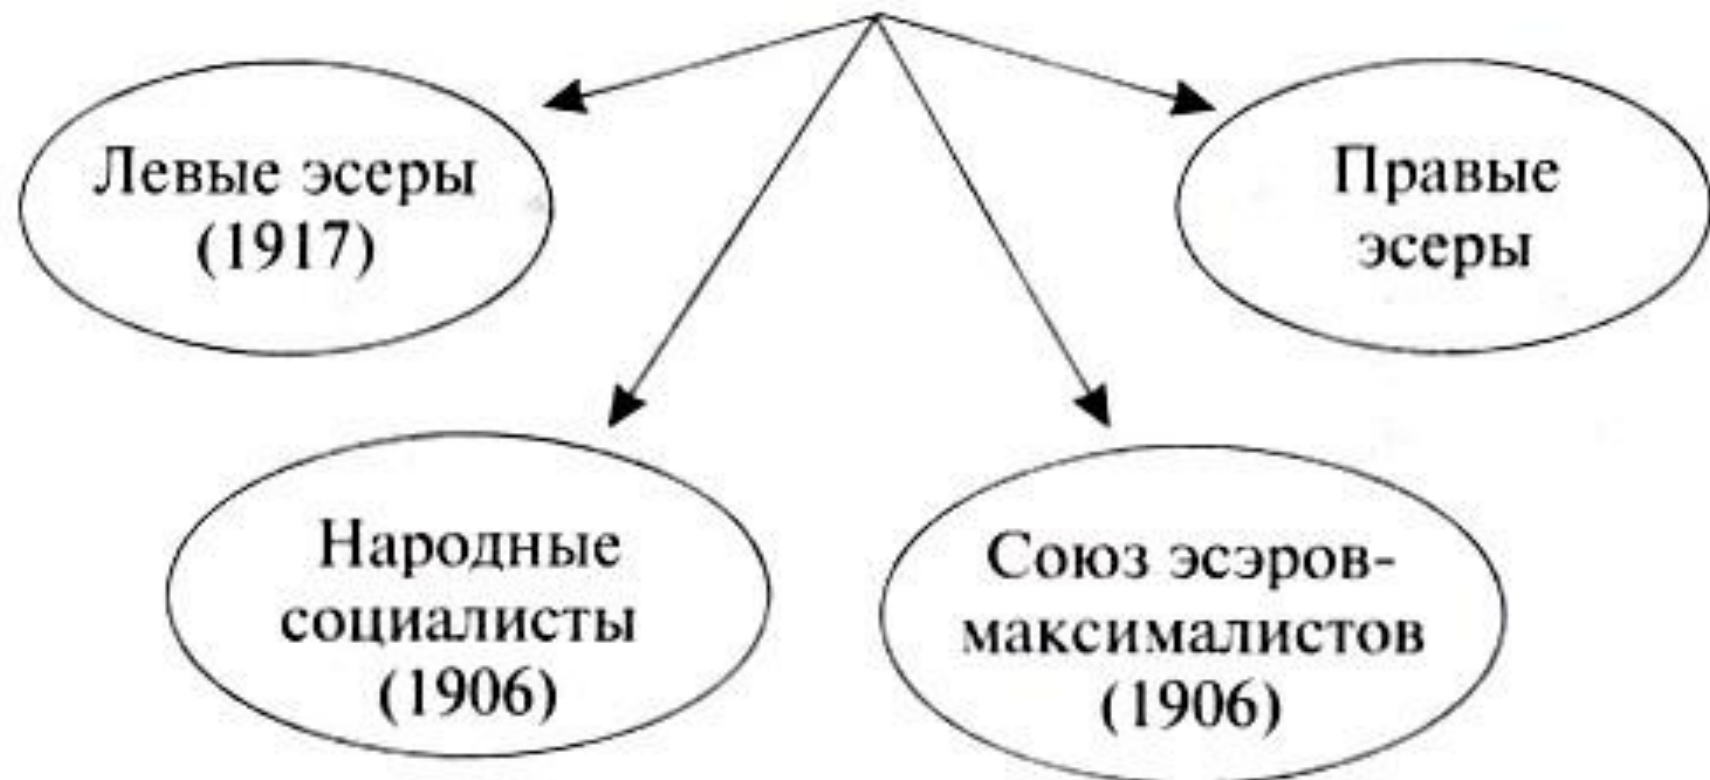 Левые эсеры
(1917)
Правые
эсеры
Народные
социалисты
(1906)
Союз эсэров-
максималистов
(1906)